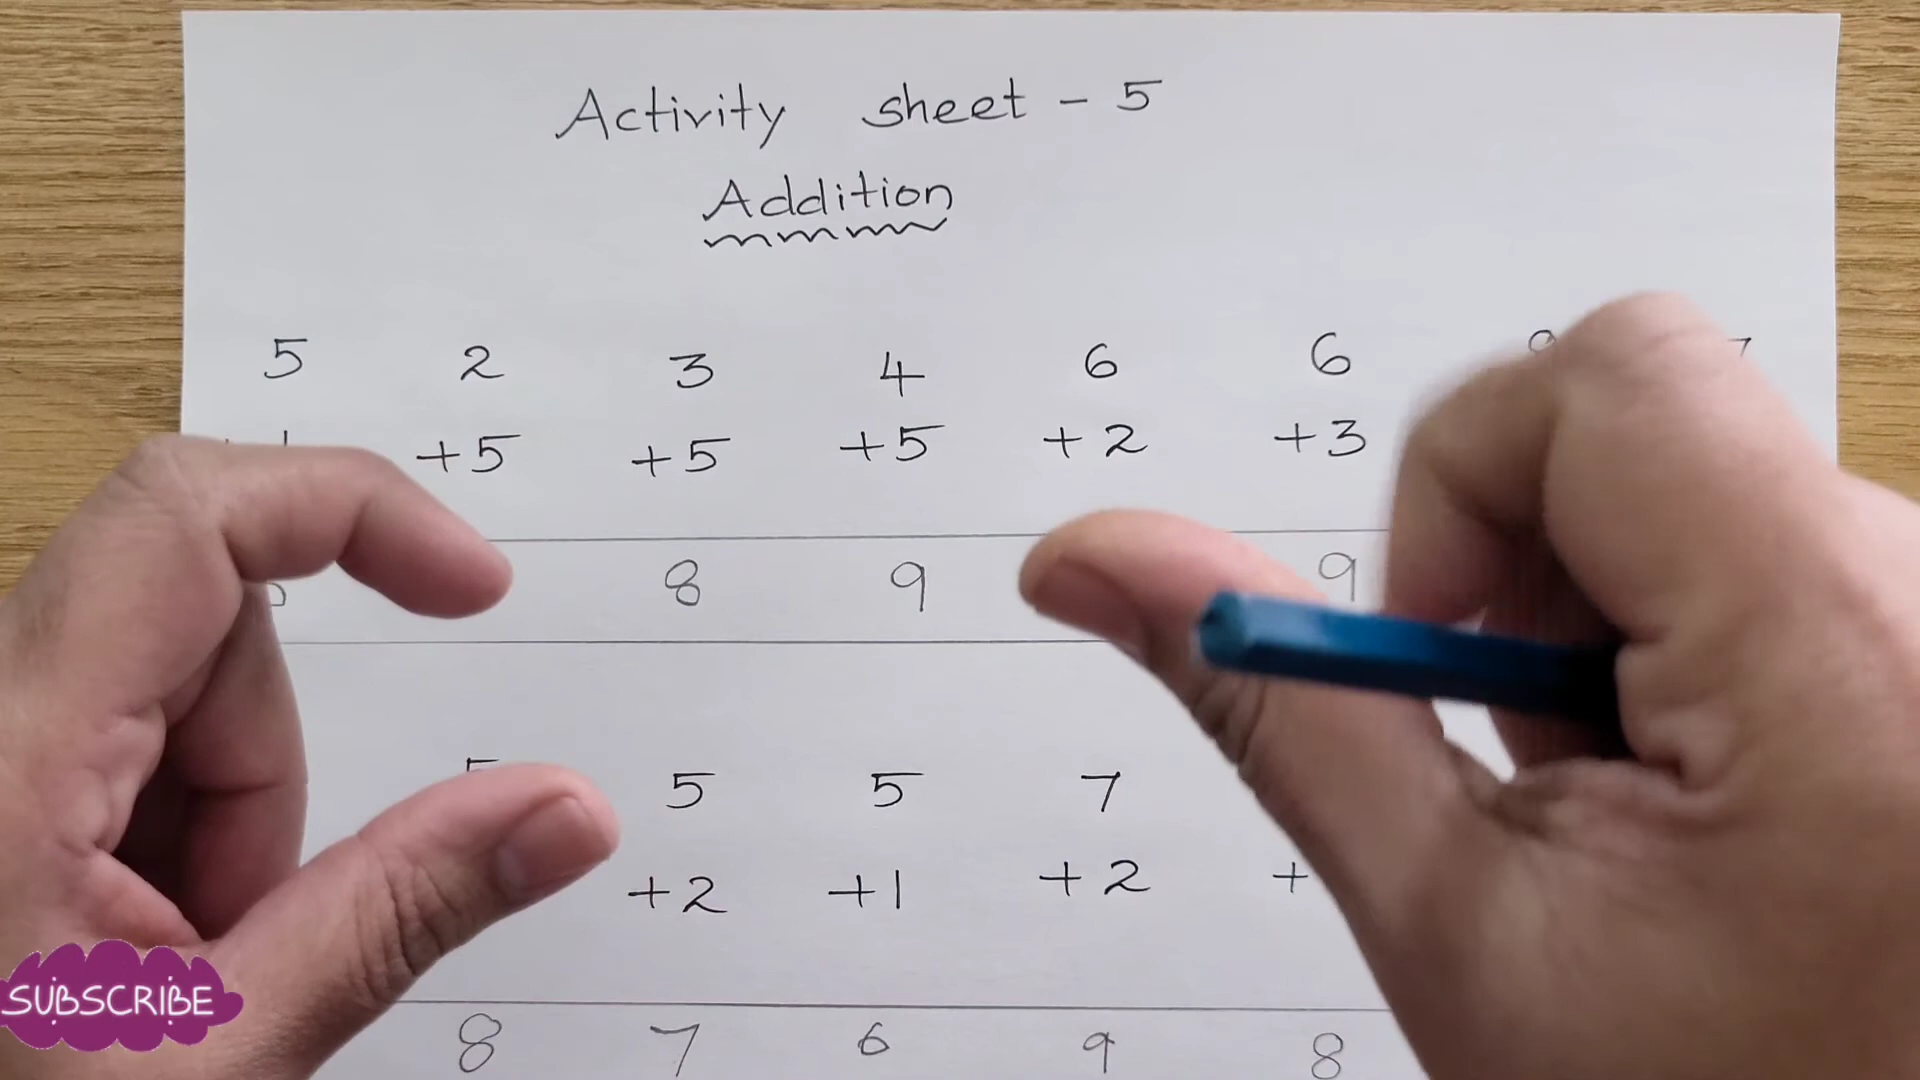 Activity sheet - 5
Addition
5 2 3 4 6 6
+5 +5 +5 +2 +3
8 9 9
5 5 7
+2 +1 +2 +
8 7 6 9 8
SUBSCRIBE